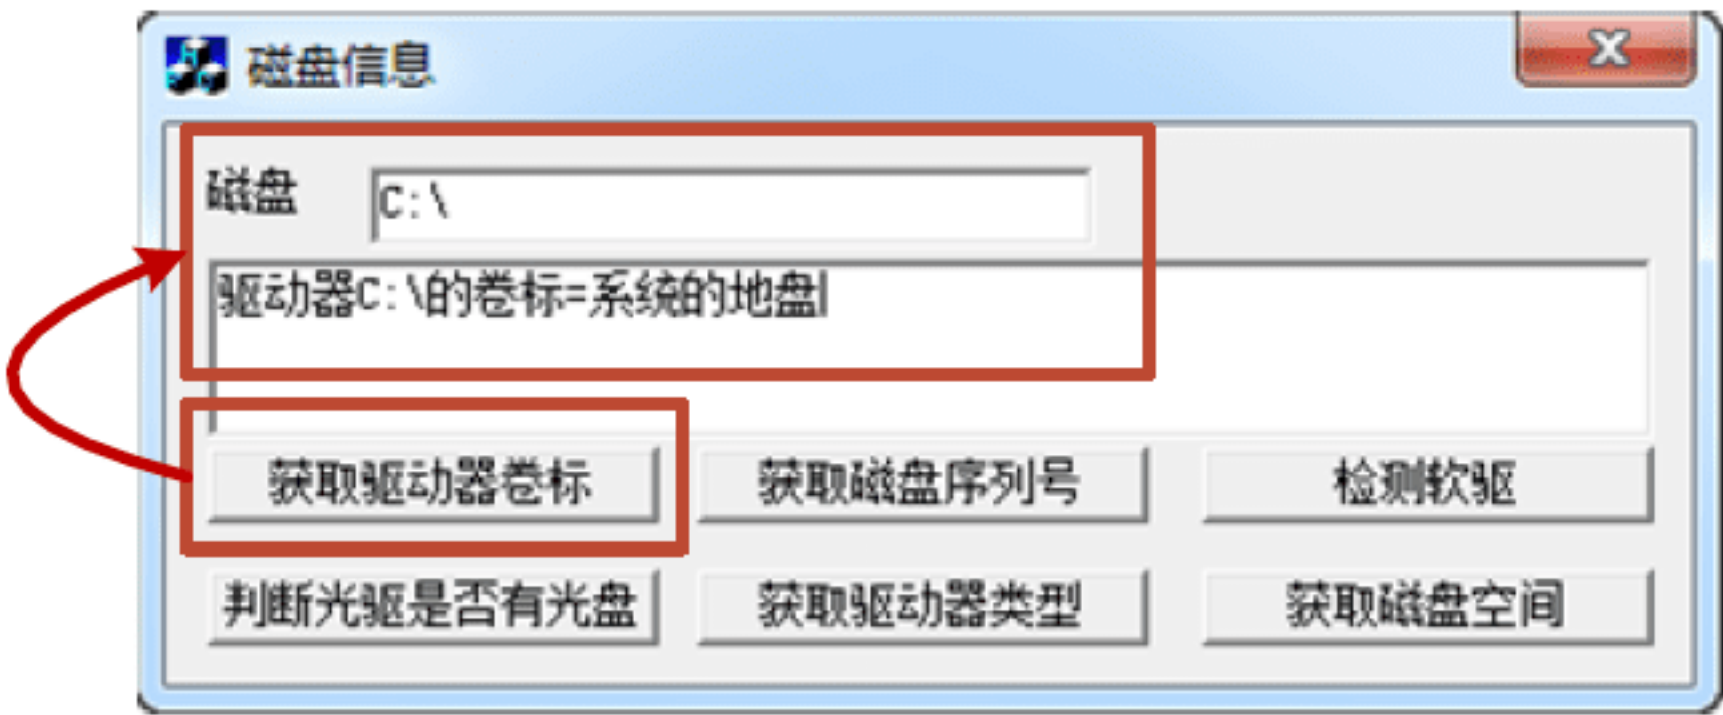 磁盘信息
磁盘 C:\
驱动器C:\的卷标=系统的地盘
获取驱动器卷标 获取磁盘序列号 检测软驱
判断光驱是否有光盘 获取驱动器类型 获取磁盘空间